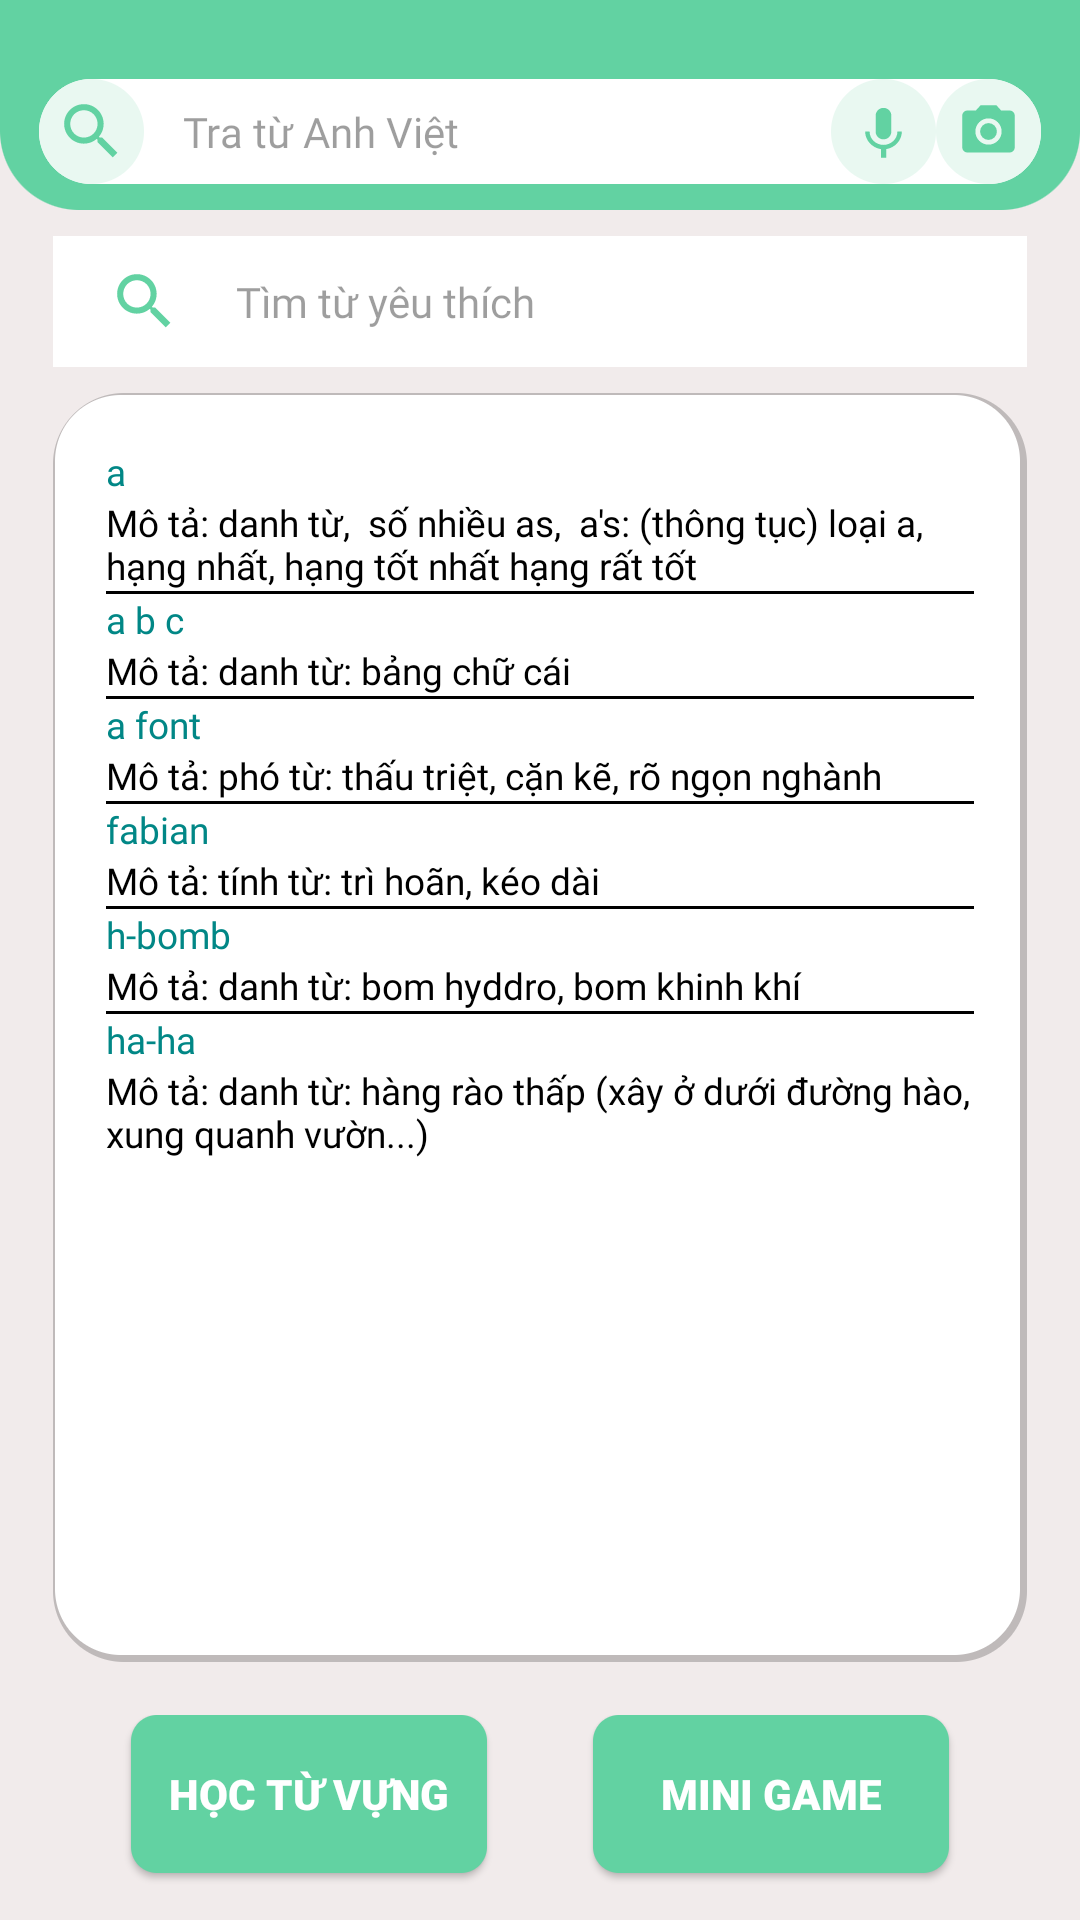 Tra từ Anh Việt
Tìm từ yêu thích
a
Mô tả: danh từ,  số nhiều as,  a's: (thông tục) loại a,
hạng nhất, hạng tốt nhất hạng rất tốt
a b c
Mô tả: danh từ: bảng chữ cái
a font
Mô tả: phó từ: thấu triệt, cặn kẽ, rõ ngọn nghành
fabian
Mô tả: tính từ: trì hoãn, kéo dài
h-bomb
Mô tả: danh từ: bom hyddro, bom khinh khí
ha-ha
Mô tả: danh từ: hàng rào thấp (xây ở dưới đường hào,
xung quanh vườn...)
HỌC TỪ VỰNG
MINI GAME